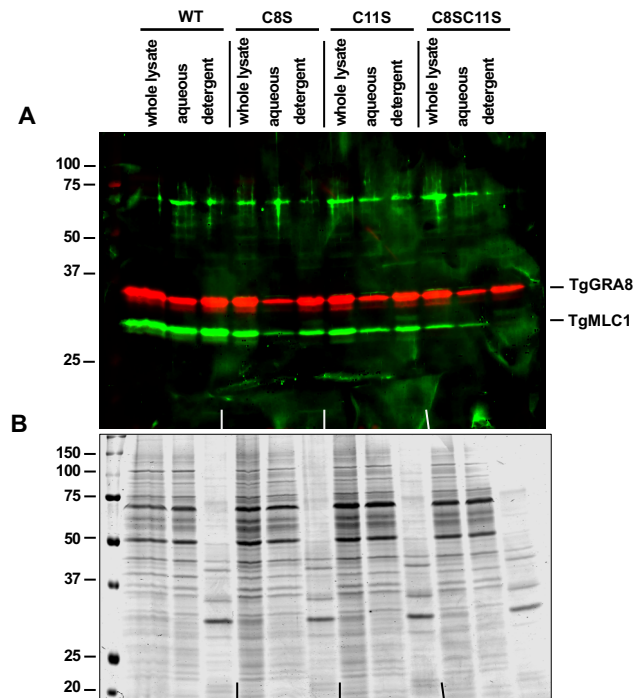 WT C8S C11S C8SC11S
whole lysate aqueous detergent whole lysate aqueous detergent whole lysate aqueous detergent whole lysate aqueous detergent
A
100
75
50
37
25
TgGRA8
TgMLC1
B
150
100
75
50
37
25
20